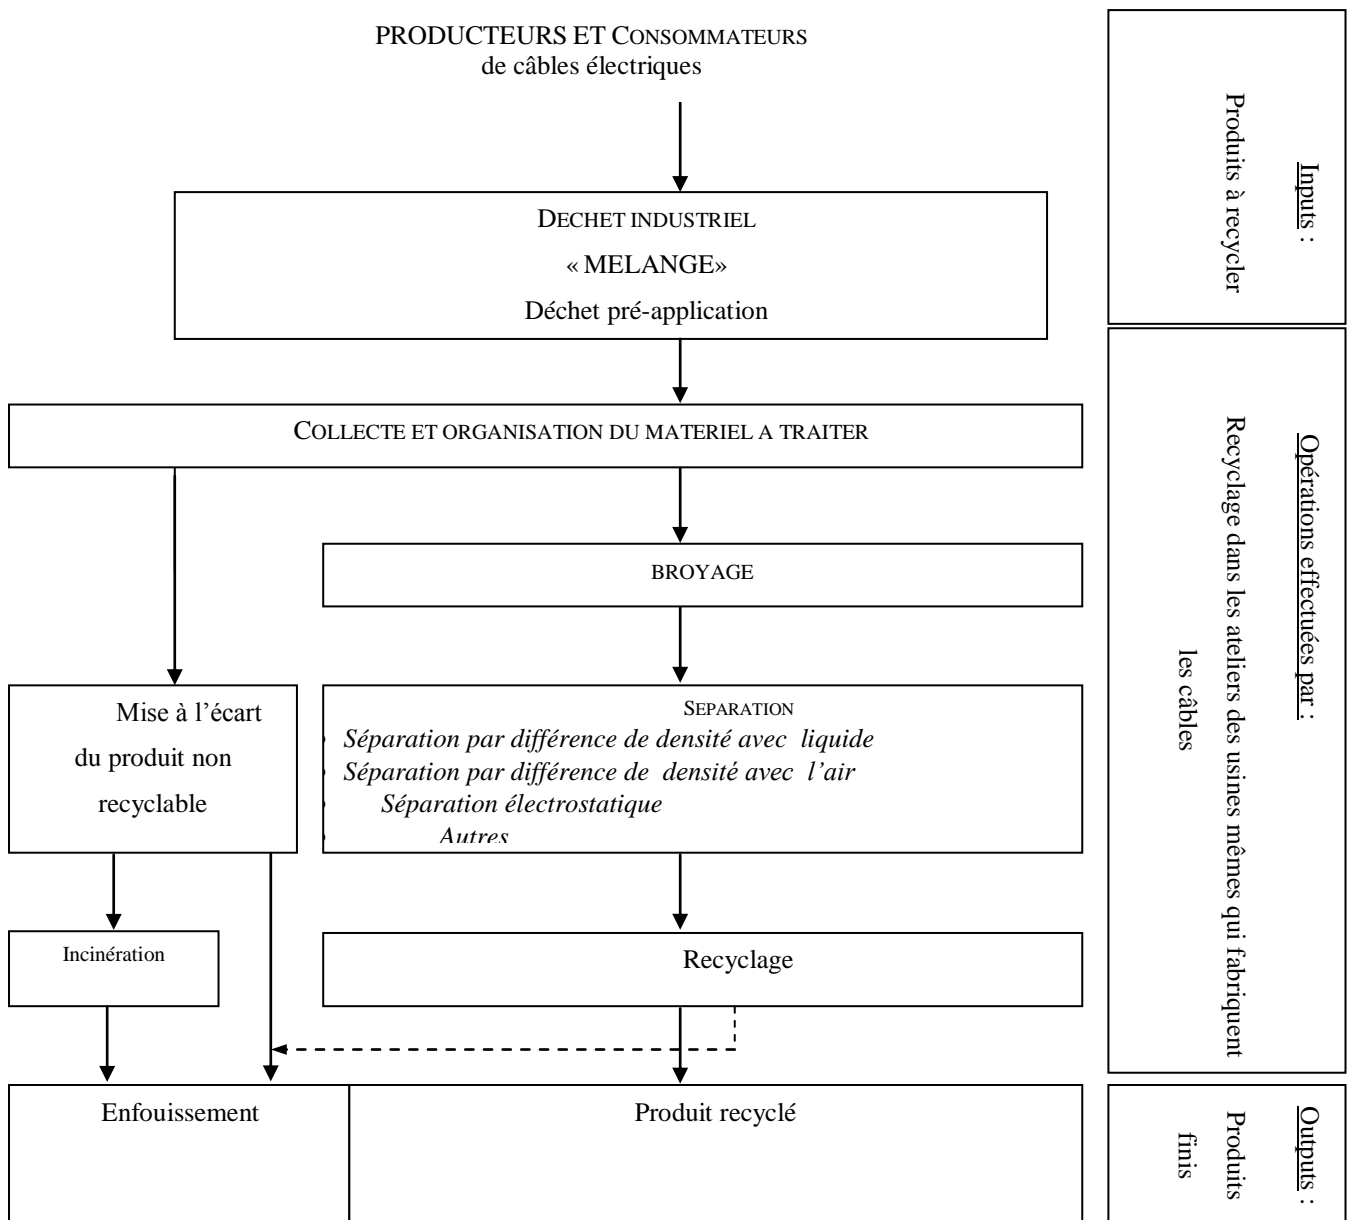 PRODUCTEURS ET CONSOMMATEURS
de câbles électriques
DECHET INDUSTRIEL
« MELANGE»
Déchet pré-application
COLLECTE ET ORGANISATION DU MATERIEL A TRAITER
BROYAGE
Mise à l’écart
du produit non
recyclable
SEPARATION
Séparation par différence de densité avec liquide
Séparation par différence de densité avec l’air
Séparation électrostatique
Autres
Incinération
Recyclage
Enfouissement
Produit recyclé
Inputs :
Produits à recycler
Opérations effectuées par :
Recyclage dans les ateliers des usines mêmes qui fabriquent
les câbles
Outputs :
Produits
finis